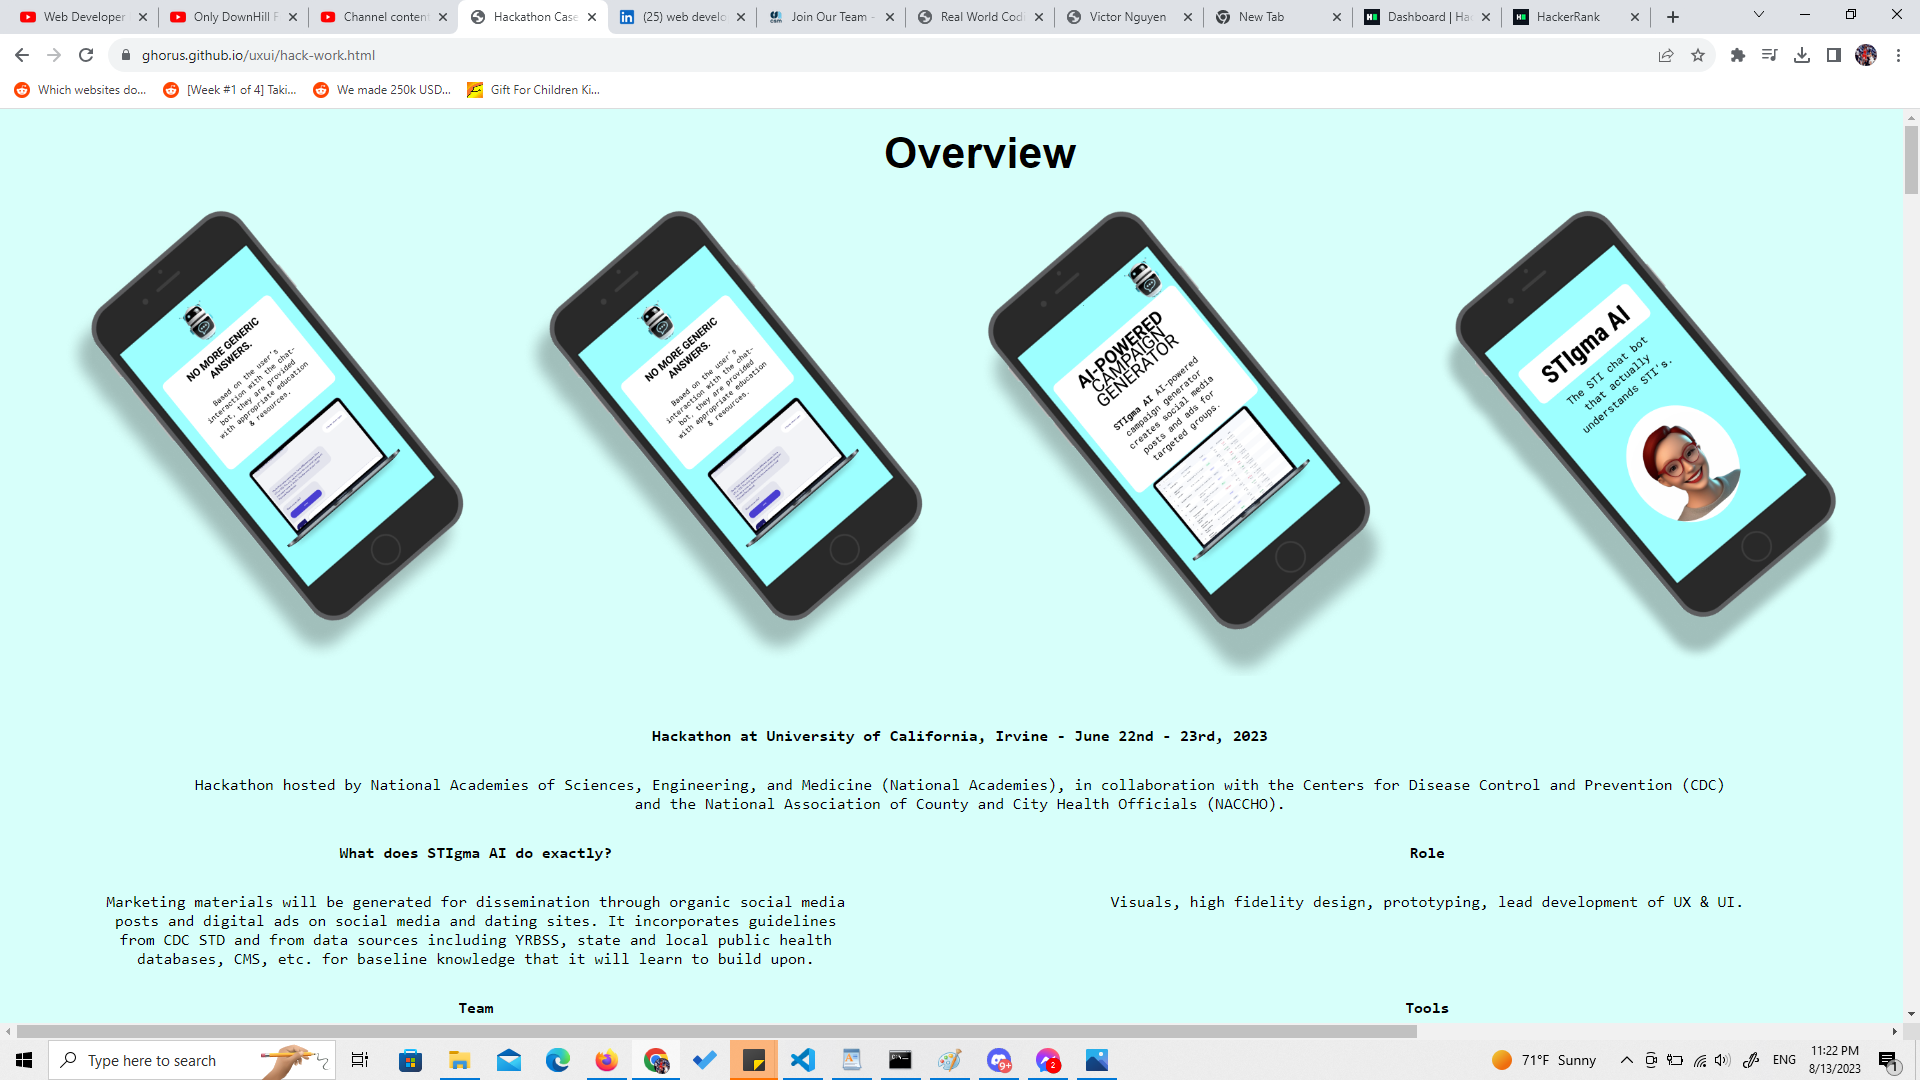 Web Developer
Only DownHill F
Channel content
Hackathon Case
(25) web develo
Join Our Team -
Real World Codi
Victor Nguyen
New Tab
Dashboard | Ha
HackerRank
ghorus.github.io/uxui/hack-work.html
Which websites do...
[Week #1 of 4] Taki...
We made 250k USD...
Gift For Children Ki...
Overview
NO MORE GENERIC
ANSWERS.
Based on the user's
interaction with the chat-
bot, they are provided
with appropriate education
& resources.
NO MORE GENERIC
ANSWERS.
Based on the user's
interaction with the chat-
bot, they are provided
with appropriate education
& resources.
AI-POWERED
CAMPAIGN
GENERATOR
STIgma AI AI-powered
campaign generator
creates social media
posts and ads for
targeted groups.
STIgma AI
The STI chat bot
that actually
understands STI's.
Hackathon at University of California, Irvine - June 22nd - 23rd, 2023
Hackathon hosted by National Academies of Sciences, Engineering, and Medicine (National Academies), in collaboration with the Centers for Disease Control and Prevention (CDC)
and the National Association of County and City Health Officials (NACCHO).
What does STIgma AI do exactly?
Marketing materials will be generated for dissemination through organic social media
posts and digital ads on social media and dating sites. It incorporates guidelines
from CDC STD and from data sources including YRBSS, state and local public health
databases, CMS, etc. for baseline knowledge that it will learn to build upon.
Role
Visuals, high fidelity design, prototyping, lead development of UX & UI.
Team
Tools
Type here to search
9+
2
71°F Sunny
ENG
11:22 PM
8/13/2023
1